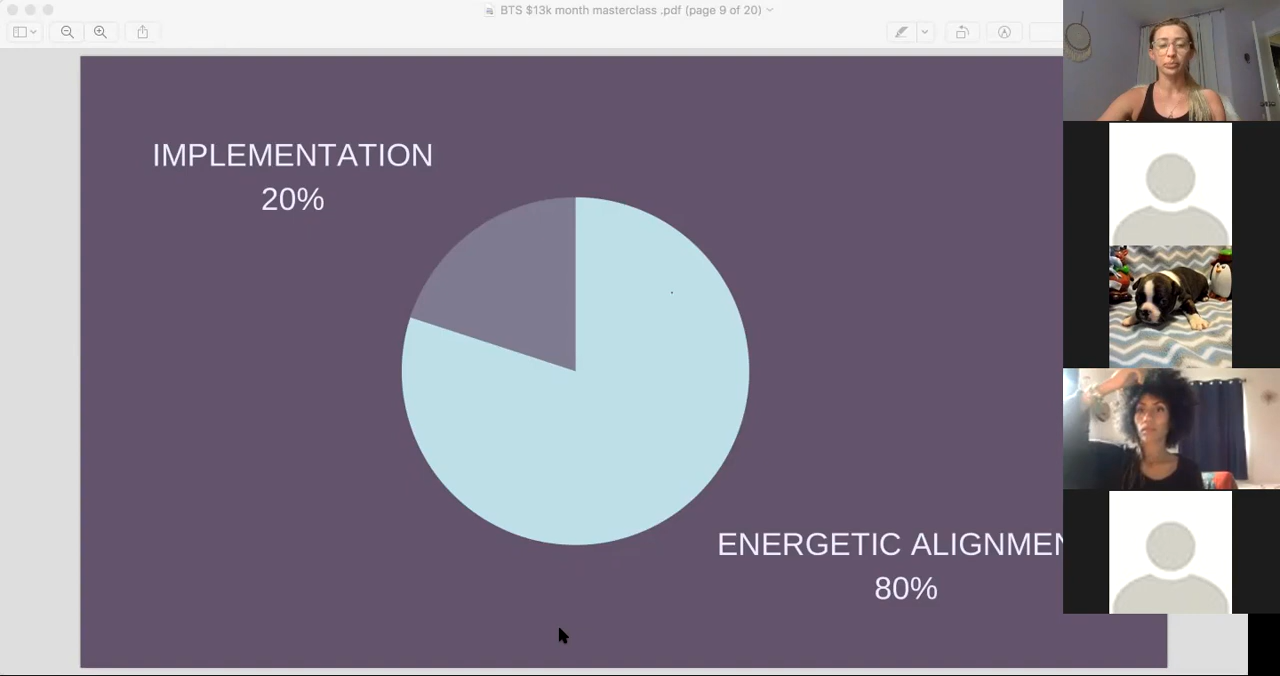 BTS $13k month masterclass .pdf (page 9 of 20)
IMPLEMENTATION
20%
ENERGETIC ALIGNMEN
80%